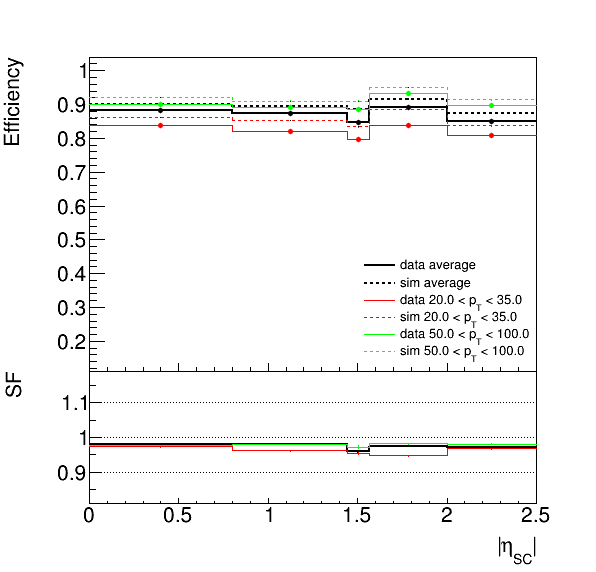 Efficiency
1
0.9
0.8
0.7
0.6
0.5
0.4
0.3
0.2
data average
sim average
data 20.0 < p_T < 35.0
sim 20.0 < p_T < 35.0
data 50.0 < p_T < 100.0
sim 50.0 < p_T < 100.0
SF
1.1
1
0.9
0 0.5 1 1.5 2 2.5
|η_SC|